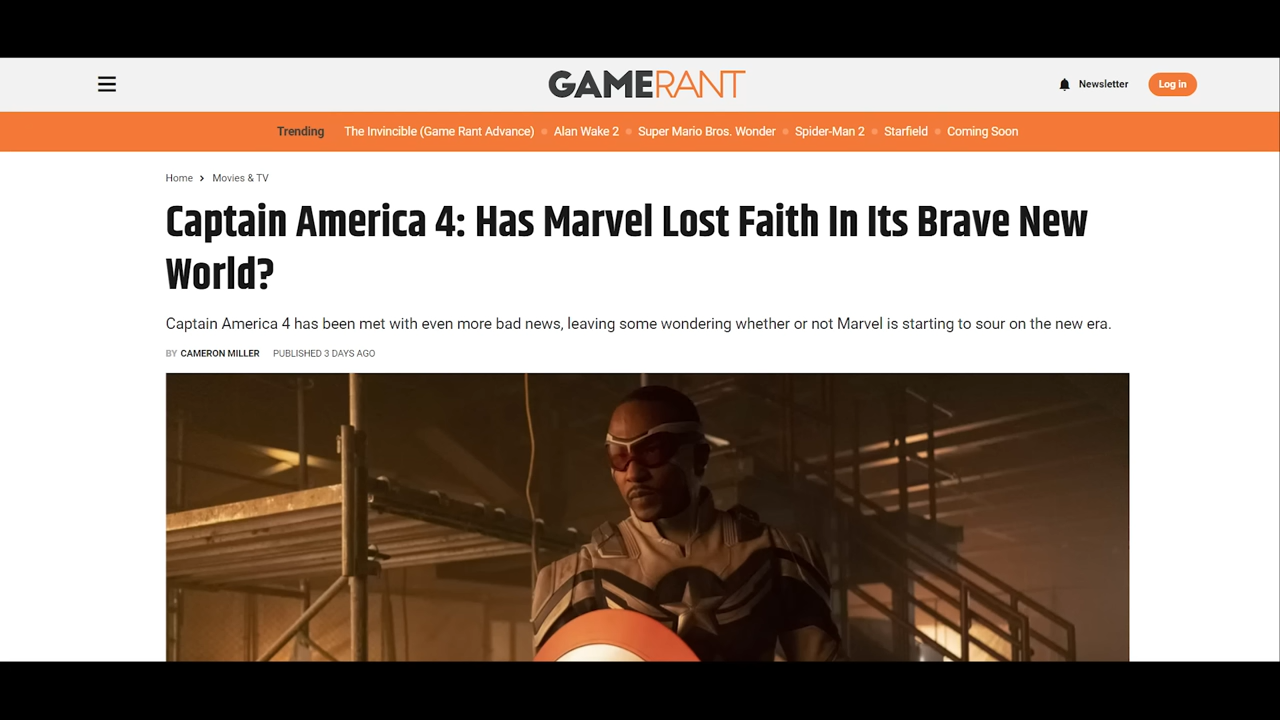 GAMERANT
Newsletter
Log in
Trending
The Invincible (Game Rant Advance)
Alan Wake 2
Super Mario Bros. Wonder
Spider-Man 2
Starfield
Coming Soon
Home > Movies & TV
Captain America 4: Has Marvel Lost Faith In Its Brave New
World?
Captain America 4 has been met with even more bad news, leaving some wondering whether or not Marvel is starting to sour on the new era.
BY CAMERON MILLER PUBLISHED 3 DAYS AGO